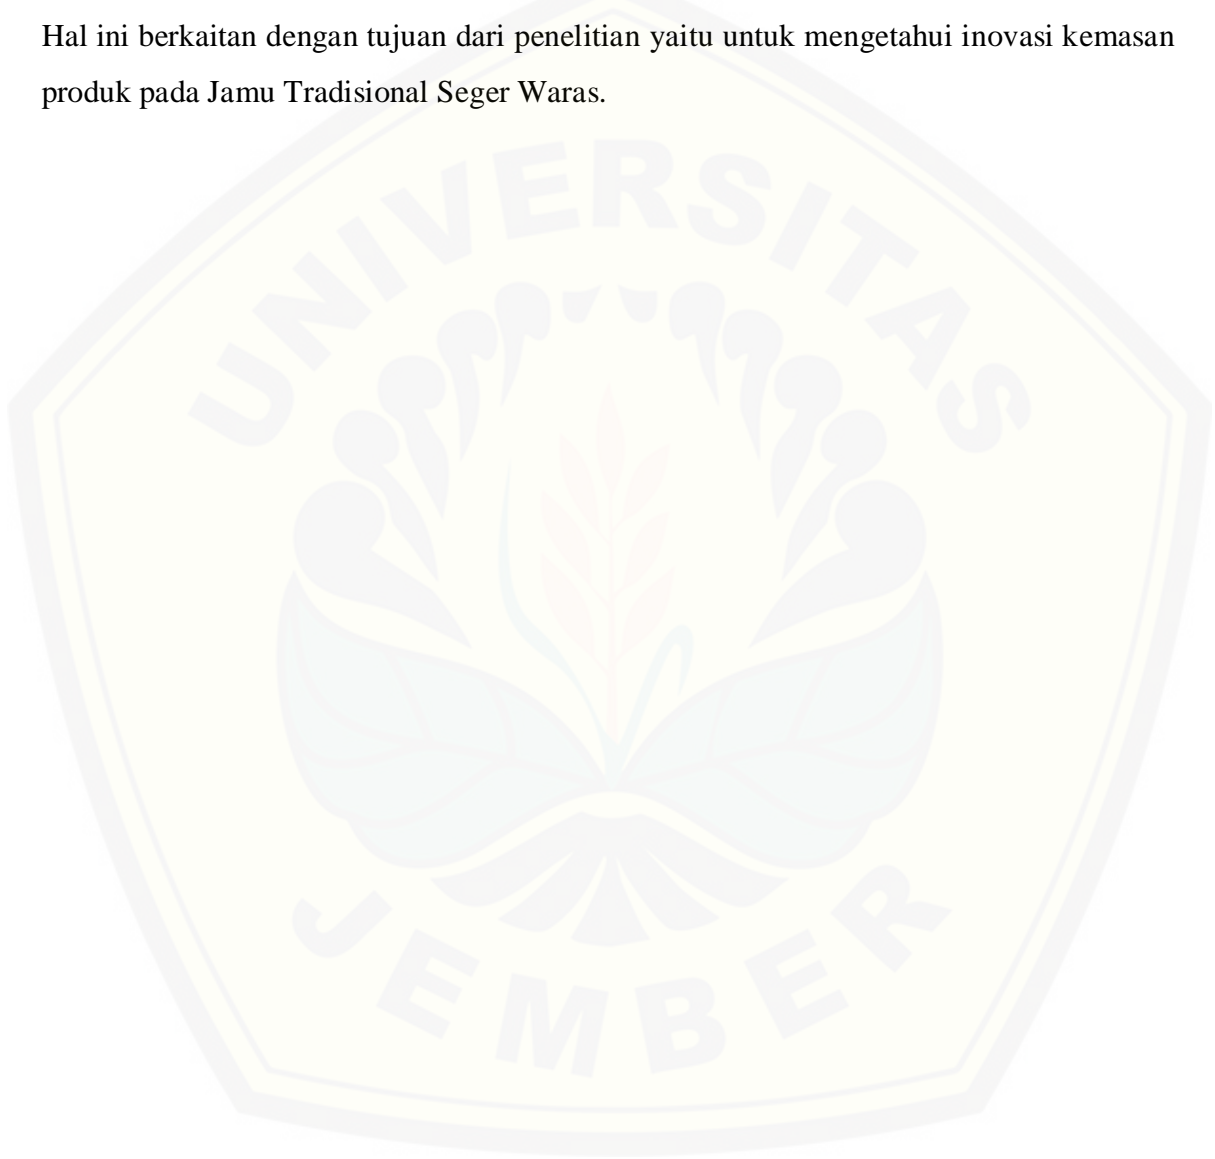 Hal ini berkaitan dengan tujuan dari penelitian yaitu untuk mengetahui inovasi kemasan
produk pada Jamu Tradisional Seger Waras.
UNIVERSITAS
JEMBER